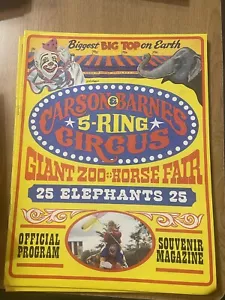 Biggest BIG TOP on Earth
CARSON & BARNES
5-RING
CIRCUS
GIANT ZOO HORSE FAIR
25 ELEPHANTS 25
OFFICIAL PROGRAM
SOUVENIR MAGAZINE